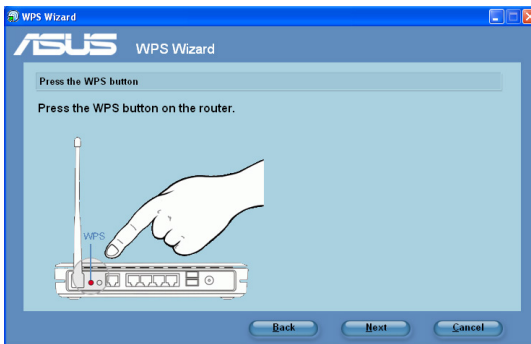 WPS Wizard
ASUS WPS Wizard
Press the WPS button
Press the WPS button on the router.
WPS
Back Next Cancel